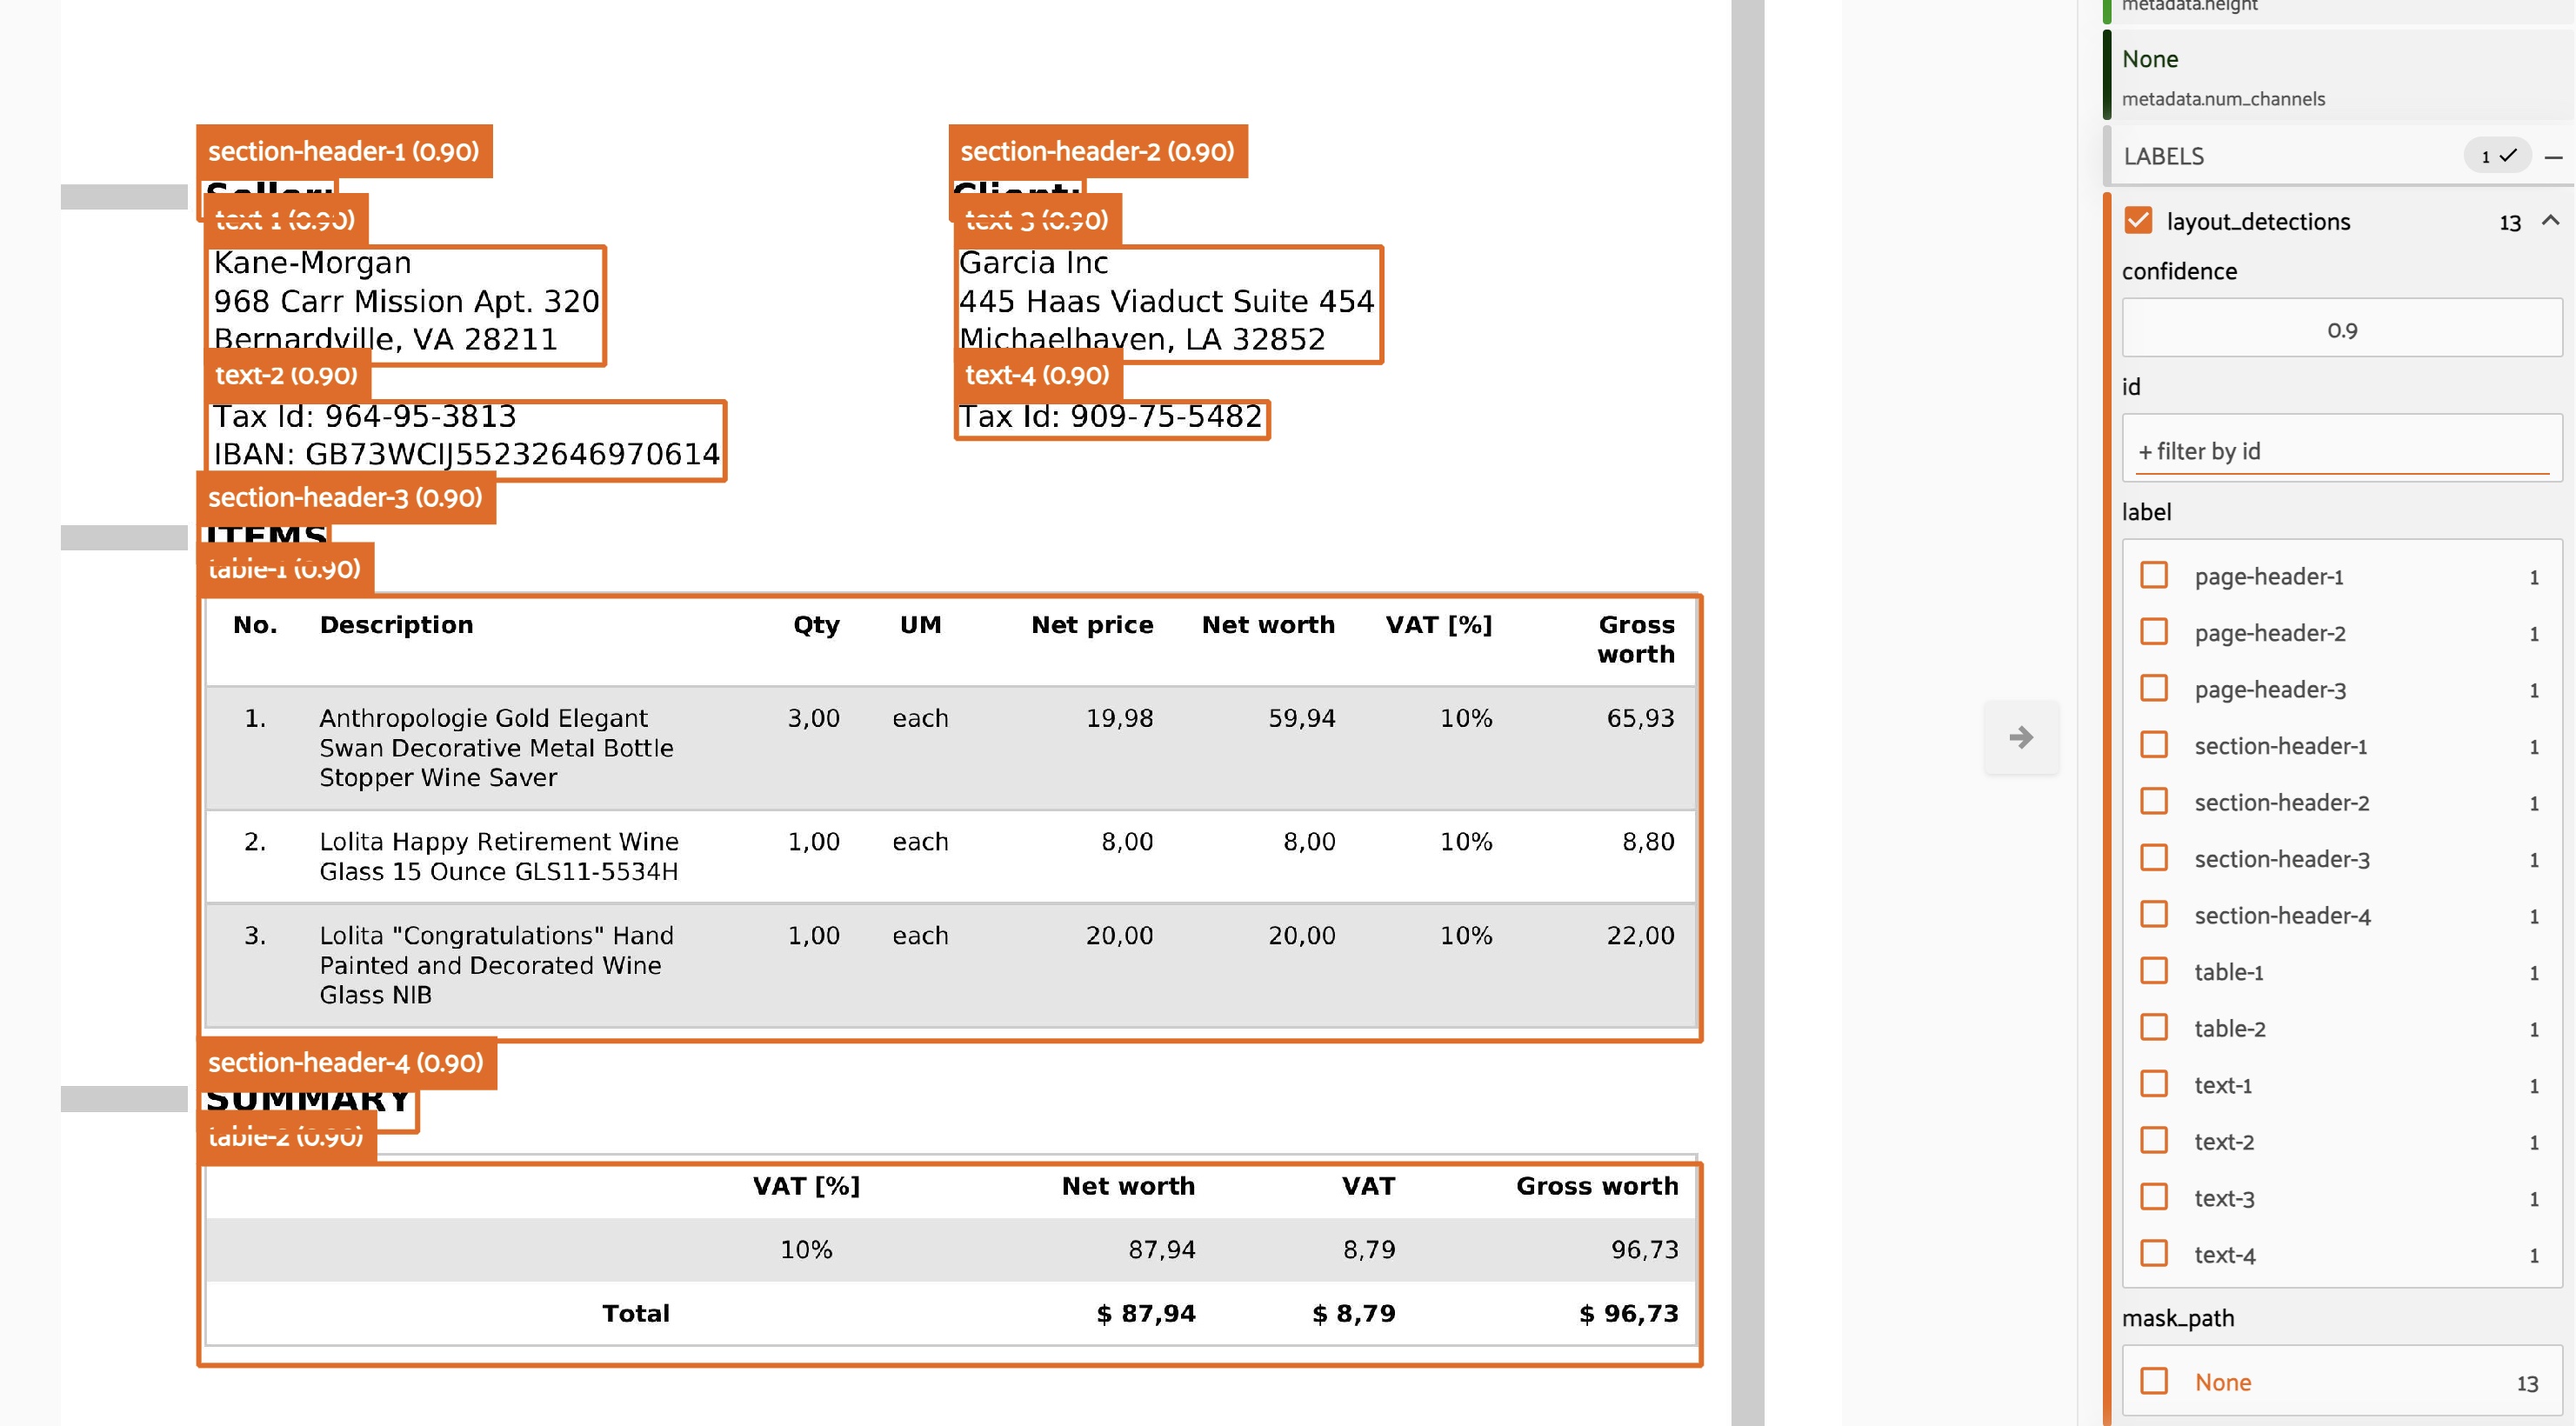 section-header-1 (0.90)
Seller:
text-1 (0.90)
Kane-Morgan
968 Carr Mission Apt. 320
Bernardville, VA 28211
text-2 (0.90)
Tax Id: 964-95-3813
IBAN: GB73WCIJ55232646970614
section-header-2 (0.90)
Client:
text-3 (0.90)
Garcia Inc
445 Haas Viaduct Suite 454
Michaelhaven, LA 32852
text-4 (0.90)
Tax Id: 909-75-5482
section-header-3 (0.90)
ITEMS
table-1 (0.90)
No. Description Qty UM Net price Net worth VAT [%] Gross
worth
1. Anthropologie Gold Elegant 3,00 each 19,98 59,94 10% 65,93
Swan Decorative Metal Bottle
Stopper Wine Saver
2. Lolita Happy Retirement Wine 1,00 each 8,00 8,00 10% 8,80
Glass 15 Ounce GLS11-5534H
3. Lolita "Congratulations" Hand 1,00 each 20,00 20,00 10% 22,00
Painted and Decorated Wine
Glass NIB
section-header-4 (0.90)
SUMMARY
table-2 (0.90)
VAT [%] Net worth VAT Gross worth
10% 87,94 8,79 96,73
Total $ 87,94 $ 8,79 $ 96,73
metadata.height
None
metadata.num_channels
LABELS 1
layout_detections 13
confidence
0.9
id
+ filter by id
label
page-header-1 1
page-header-2 1
page-header-3 1
section-header-1 1
section-header-2 1
section-header-3 1
section-header-4 1
table-1 1
table-2 1
text-1 1
text-2 1
text-3 1
text-4 1
mask_path
None 13